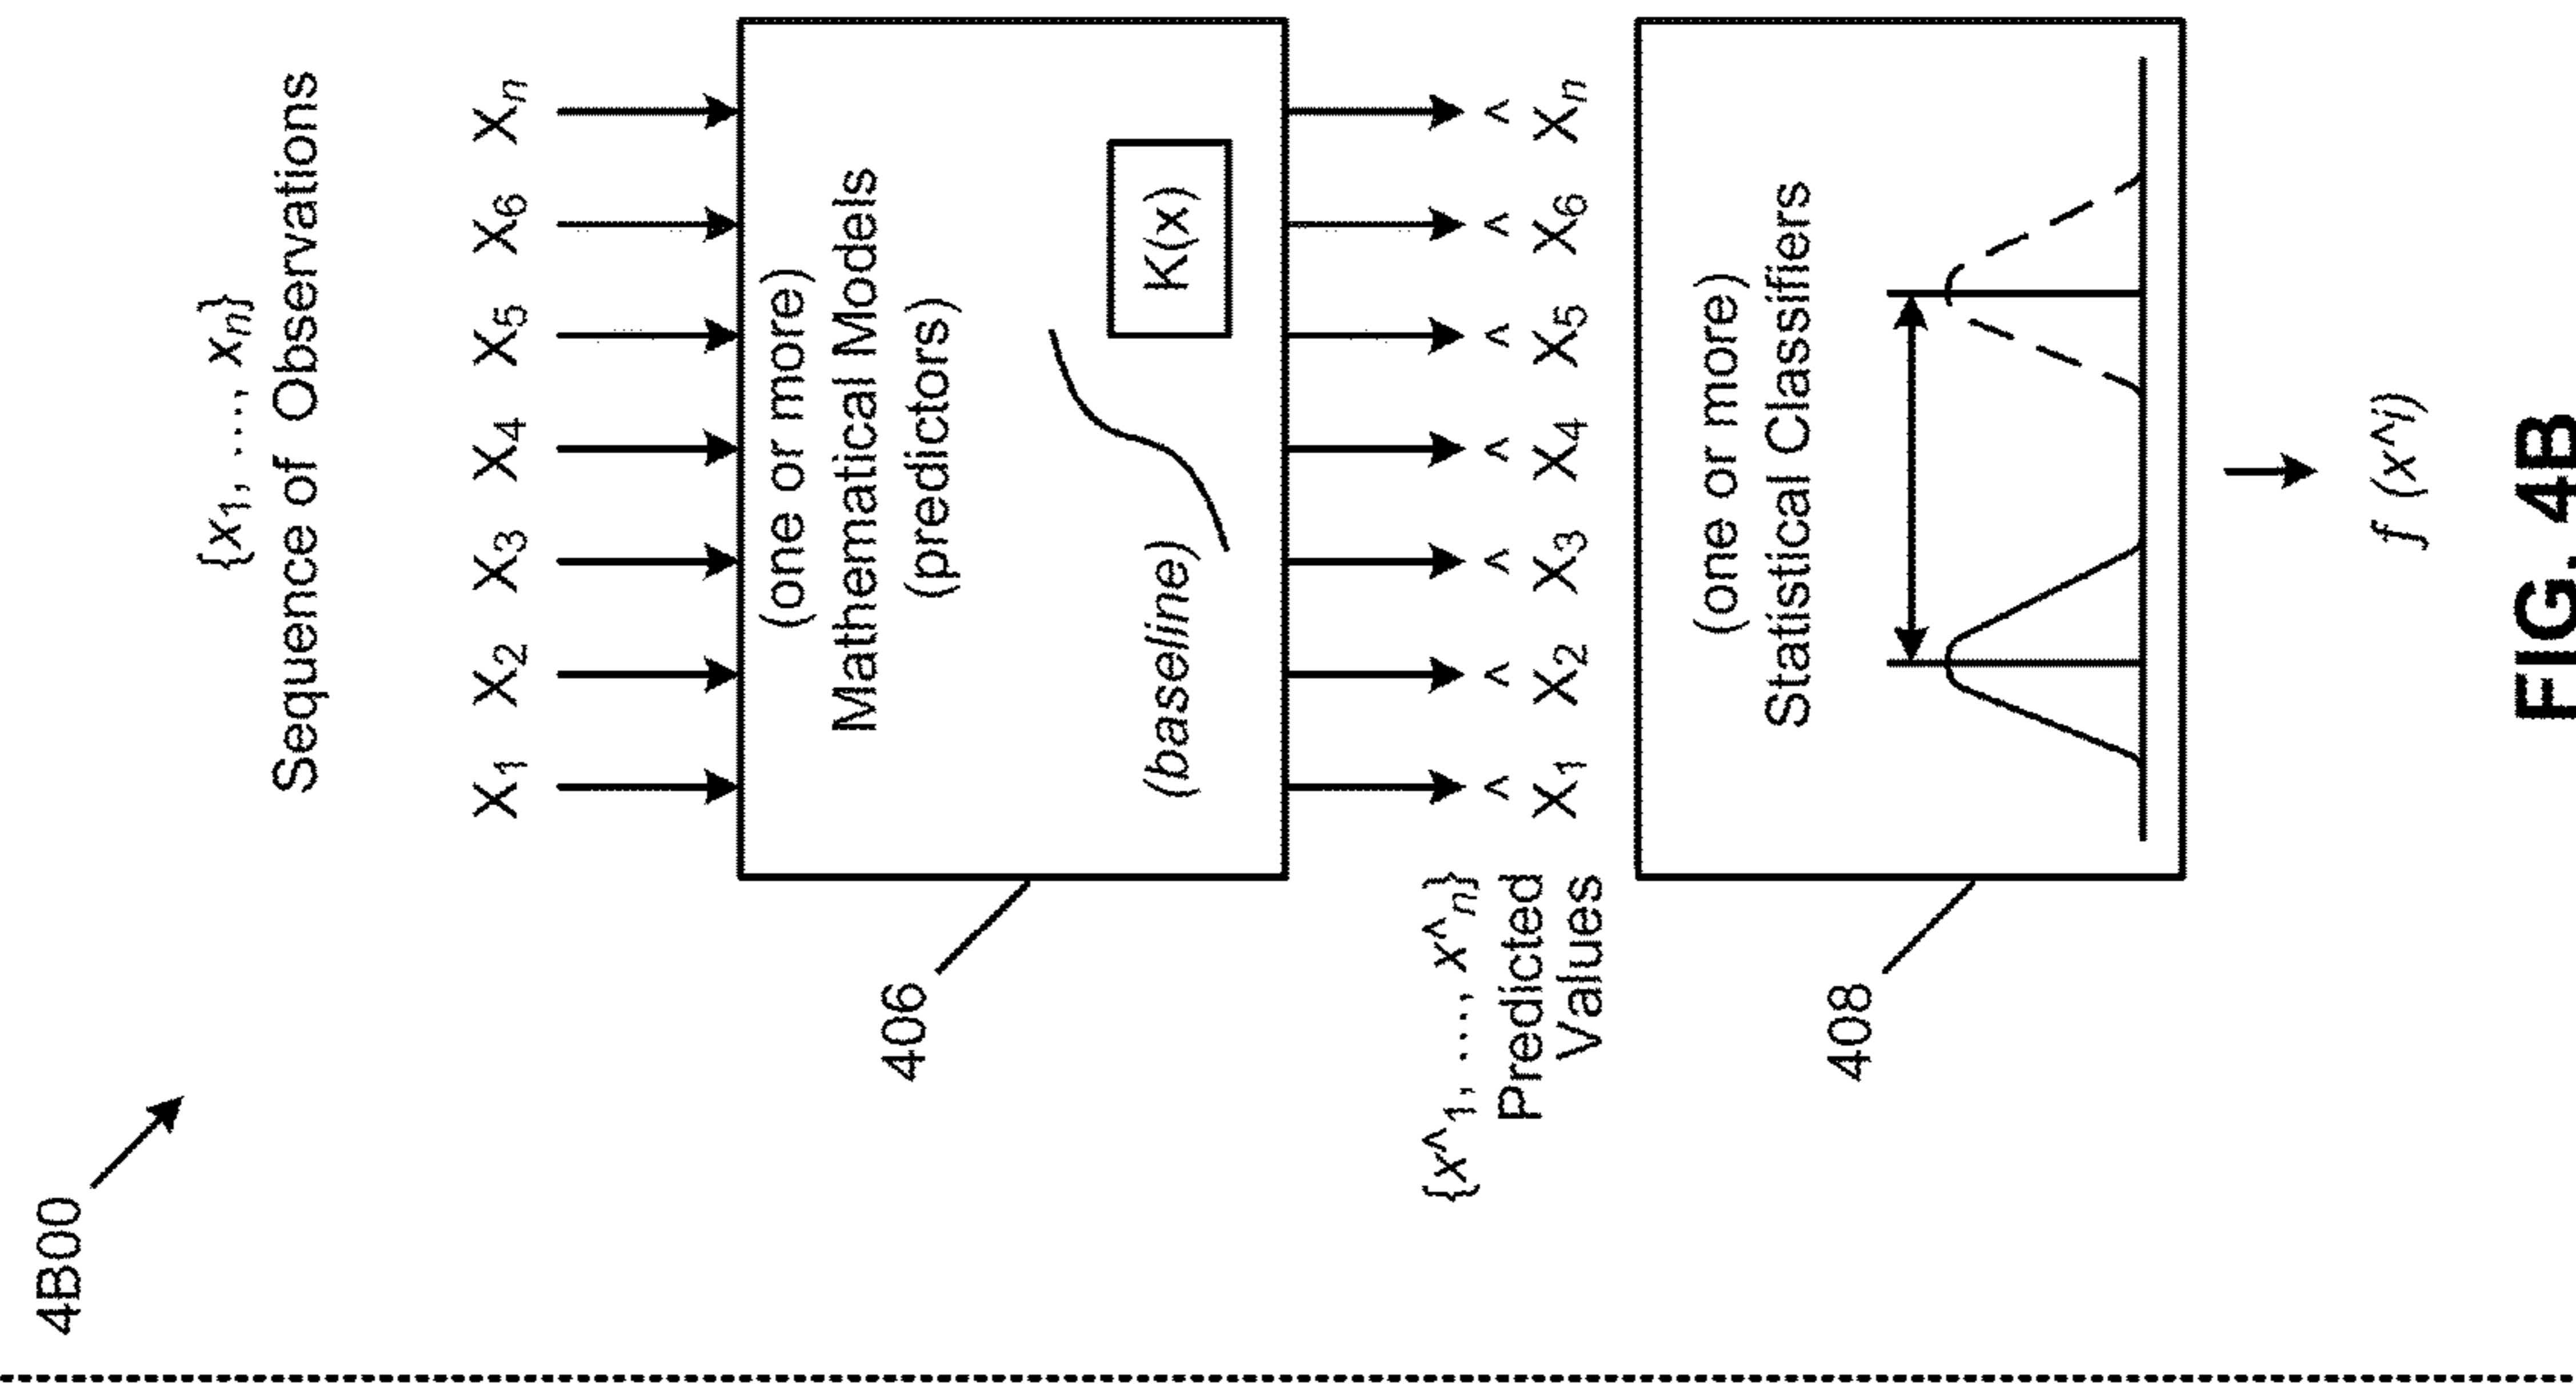 4B00
{x1, ..., xn}
Sequence of Observations
X1 X2 X3 X4 X5 X6 Xn
(one or more)
Mathematical Models
(predictors)
(baseline)
K(x)
406
{x^1, ..., x^n}
Predicted
Values
^ ^ ^ ^ ^ ^ ^
X1 X2 X3 X4 X5 X6 Xn
(one or more)
Statistical Classifiers
408
f (x^i)
FIG. 4B